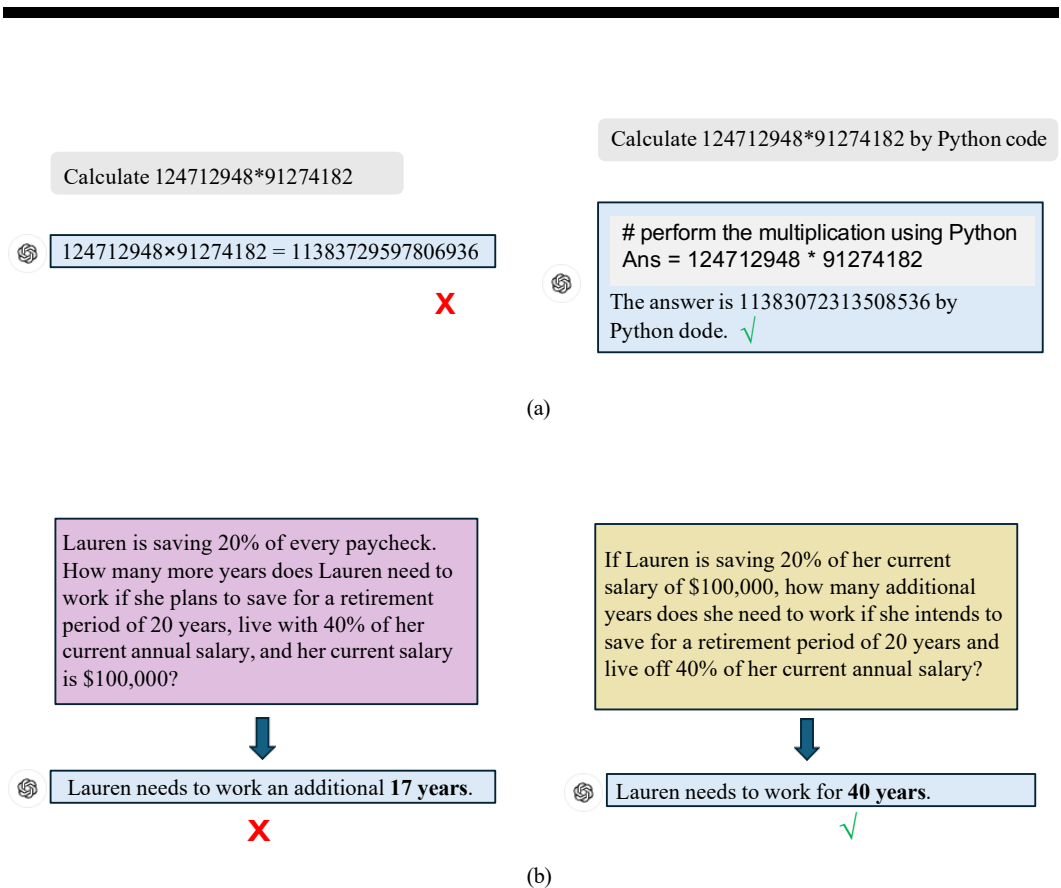 Calculate 124712948*91274182
124712948×91274182 = 11383729597806936
X
Calculate 124712948*91274182 by Python code
# perform the multiplication using Python
Ans = 124712948 * 91274182
The answer is 11383072313508536 by
Python dode. √
(a)
Lauren is saving 20% of every paycheck.
How many more years does Lauren need to
work if she plans to save for a retirement
period of 20 years, live with 40% of her
current annual salary, and her current salary
is $100,000?
Lauren needs to work an additional 17 years.
X
If Lauren is saving 20% of her current
salary of $100,000, how many additional
years does she need to work if she intends to
save for a retirement period of 20 years and
live off 40% of her current annual salary?
Lauren needs to work for 40 years.
√
(b)